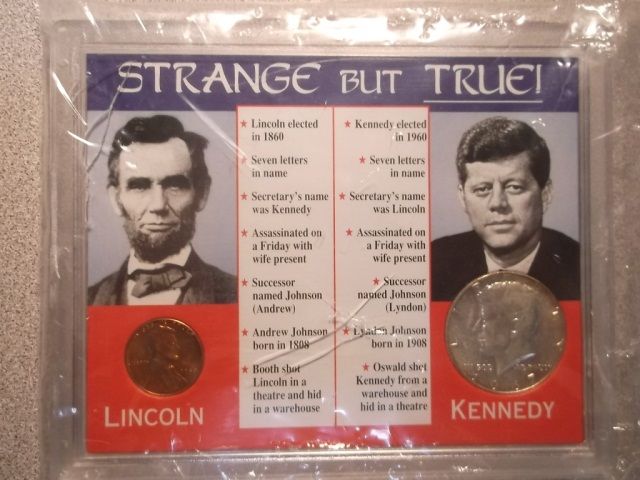 STRANGE BUT TRUE!
★ Lincoln elected
in 1860
★ Seven letters
in name
★ Secretary's name
was Kennedy
★ Assassinated on
a Friday with
wife present
★ Successor
named Johnson
(Andrew)
★ Andrew Johnson
born in 1808
★ Booth shot
Lincoln in a
theatre and hid
in a warehouse
★ Kennedy elected
in 1960
★ Seven letters
in name
★ Secretary's name
was Lincoln
★ Assassinated on
a Friday with
wife present
★ Successor
named Johnson
(Lyndon)
★ Lyndon Johnson
born in 1908
★ Oswald shot
Kennedy from a
warehouse and
hid in a theatre
LINCOLN
KENNEDY